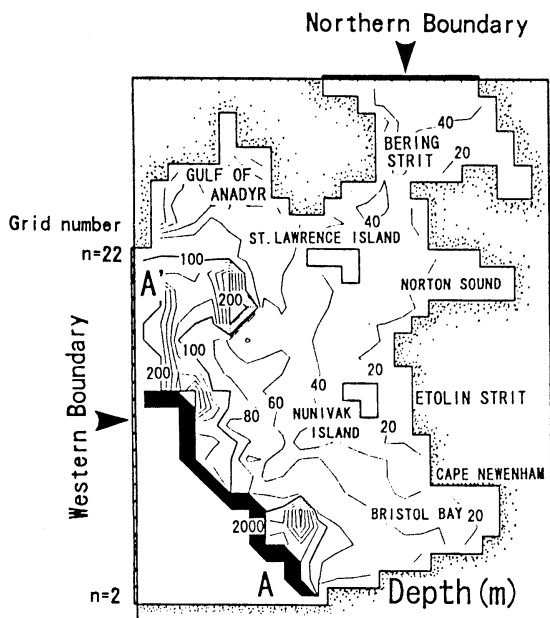 Northern Boundary
40
BERING
STRIT
20
GULF OF
ANADYR
40
Grid number
n=22
ST. LAWRENCE ISLAND
100
A'
200
NORTON SOUND
100
200
40
20
ETOLIN STRIT
60
80
NUNIVAK
ISLAND
20
Western Boundary
CAPE NEWENHAM
2000
BRISTOL BAY
20
A
Depth(m)
n=2